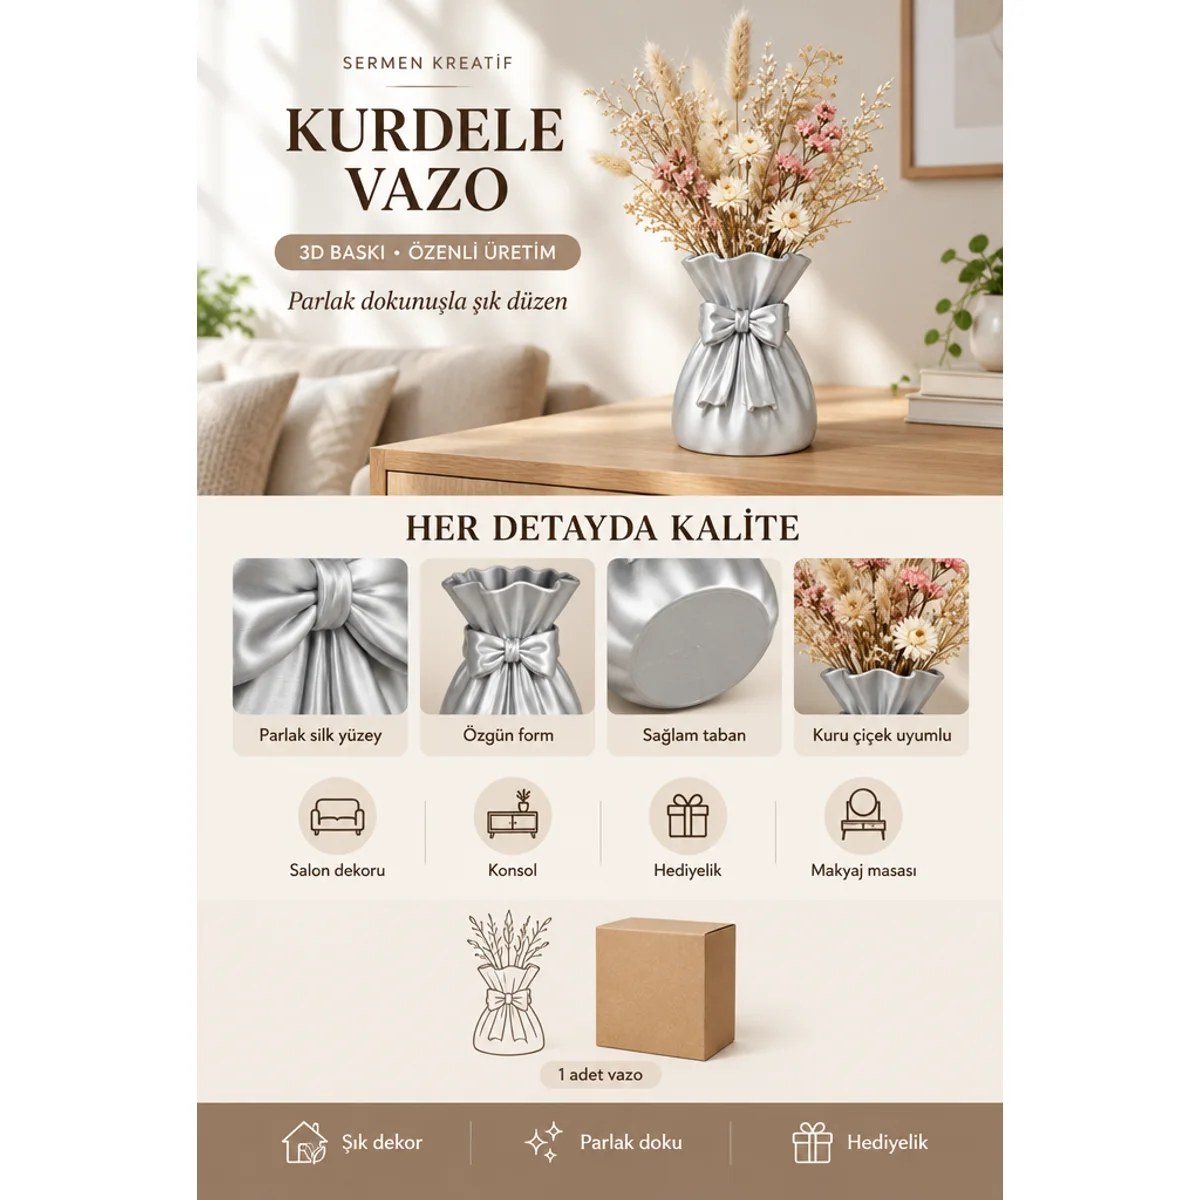 SERMEN KREATİF
KURDELE
VAZO
3D BASKI • ÖZENLİ ÜRETİM
Parlak dokunuşla şık düzen
HER DETAYDA KALİTE
Parlak silk yüzey
Özgün form
Sağlam taban
Kuru çiçek uyumlu
Salon dekoru
Konsol
Hediyelik
Makyaj masası
1 adet vazo
Şık dekor
Parlak doku
Hediyelik